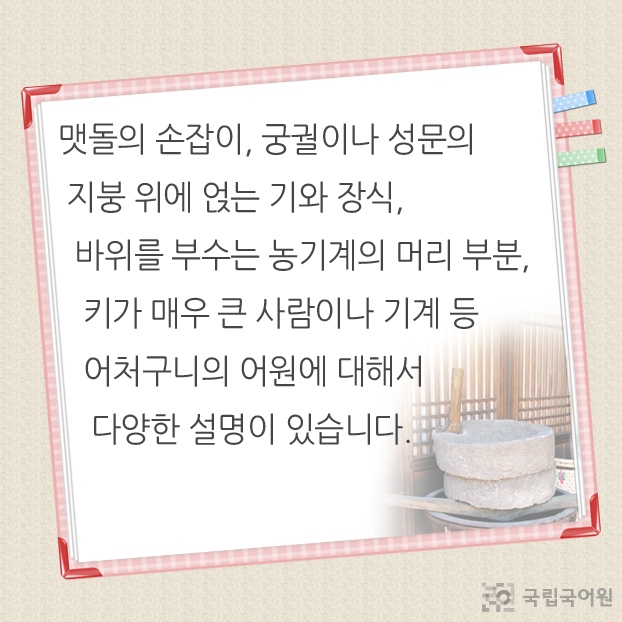 맷돌의 손잡이, 궁궐이나 성문의
지붕 위에 얹는 기와 장식,
바위를 부수는 농기계의 머리 부분,
키가 매우 큰 사람이나 기계 등
어처구니의 어원에 대해서
다양한 설명이 있습니다.
국립국어원